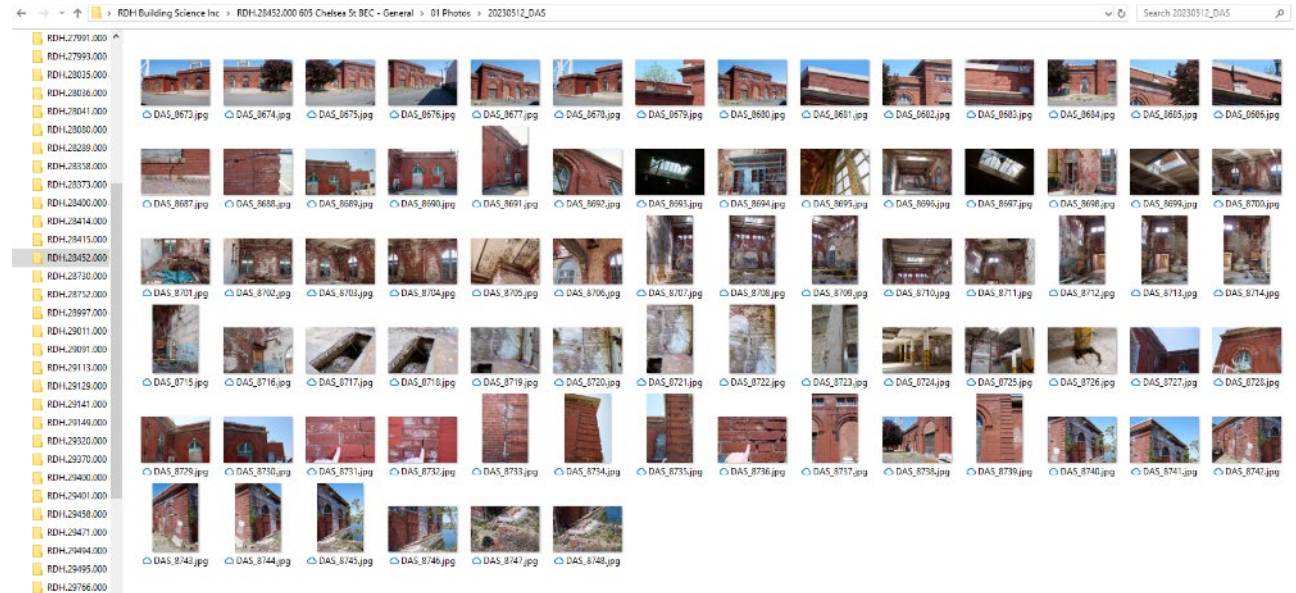 RDH Building Science Inc > RDH.28452.000 605 Chelsea St BEC - General > 01 Photos > 20230512_DAS
Search 20230512_DAS
RDH.27991.000
RDH.27993.000
RDH.28035.000
RDH.28036.000
RDH.28041.000
RDH.28080.000
RDH.28289.000
RDH.28358.000
RDH.28373.000
RDH.28400.000
RDH.28414.000
RDH.28415.000
RDH.28452.000
RDH.28730.000
RDH.28752.000
RDH.28997.000
RDH.29011.000
RDH.29091.000
RDH.29113.000
RDH.29129.000
RDH.29141.000
RDH.29149.000
RDH.29320.000
RDH.29370.000
RDH.29400.000
RDH.29401.000
RDH.29458.000
RDH.29471.000
RDH.29494.000
RDH.29495.000
RDH.29766.000
DAS_8673.jpg DAS_8674.jpg DAS_8675.jpg DAS_8676.jpg DAS_8677.jpg DAS_8678.jpg DAS_8679.jpg DAS_8680.jpg DAS_8681.jpg DAS_8682.jpg DAS_8683.jpg DAS_8684.jpg DAS_8685.jpg DAS_8686.jpg
DAS_8687.jpg DAS_8688.jpg DAS_8689.jpg DAS_8690.jpg DAS_8691.jpg DAS_8692.jpg DAS_8693.jpg DAS_8694.jpg DAS_8695.jpg DAS_8696.jpg DAS_8697.jpg DAS_8698.jpg DAS_8699.jpg DAS_8700.jpg
DAS_8701.jpg DAS_8702.jpg DAS_8703.jpg DAS_8704.jpg DAS_8705.jpg DAS_8706.jpg DAS_8707.jpg DAS_8708.jpg DAS_8709.jpg DAS_8710.jpg DAS_8711.jpg DAS_8712.jpg DAS_8713.jpg DAS_8714.jpg
DAS_8715.jpg DAS_8716.jpg DAS_8717.jpg DAS_8718.jpg DAS_8719.jpg DAS_8720.jpg DAS_8721.jpg DAS_8722.jpg DAS_8723.jpg DAS_8724.jpg DAS_8725.jpg DAS_8726.jpg DAS_8727.jpg DAS_8728.jpg
DAS_8729.jpg DAS_8730.jpg DAS_8731.jpg DAS_8732.jpg DAS_8733.jpg DAS_8734.jpg DAS_8735.jpg DAS_8736.jpg DAS_8737.jpg DAS_8738.jpg DAS_8739.jpg DAS_8740.jpg DAS_8741.jpg DAS_8742.jpg
DAS_8743.jpg DAS_8744.jpg DAS_8745.jpg DAS_8746.jpg DAS_8747.jpg DAS_8748.jpg